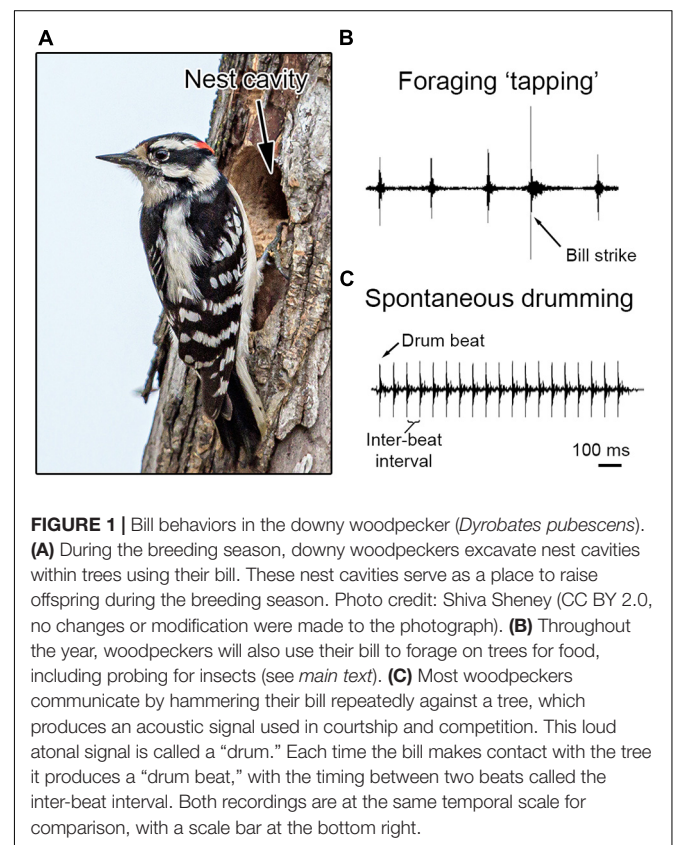 A
Nest cavity
B
Foraging ‘tapping’
Bill strike
C
Spontaneous drumming
Drum beat
Inter-beat
interval
100 ms
FIGURE 1 | Bill behaviors in the downy woodpecker (Dyrobates pubescens).
(A) During the breeding season, downy woodpeckers excavate nest cavities
within trees using their bill. These nest cavities serve as a place to raise
offspring during the breeding season. Photo credit: Shiva Sheney (CC BY 2.0,
no changes or modification were made to the photograph). (B) Throughout
the year, woodpeckers will also use their bill to forage on trees for food,
including probing for insects (see main text). (C) Most woodpeckers
communicate by hammering their bill repeatedly against a tree, which
produces an acoustic signal used in courtship and competition. This loud
atonal signal is called a “drum.” Each time the bill makes contact with the tree
it produces a “drum beat,” with the timing between two beats called the
inter-beat interval. Both recordings are at the same temporal scale for
comparison, with a scale bar at the bottom right.